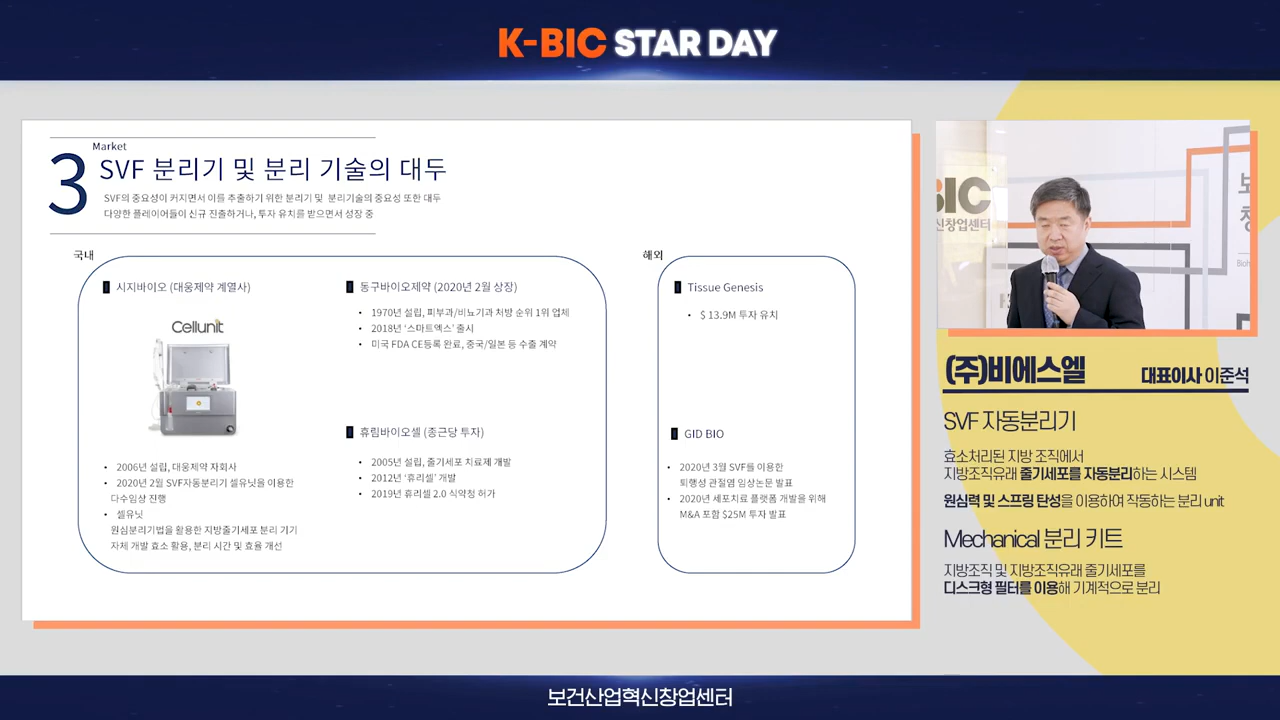 K-BIC STAR DAY
3
Market
SVF 분리기 및 분리 기술의 대두
SVF의 중요성이 커지면서 이를 추출하기 위한 분리기 및 분리기술의 중요성 또한 대두
다양한 플레이어들이 신규 진출하거나, 투자 유치를 받으면서 성장 중
국내
시지바이오 (대웅제약 계열사)
Cellunit
• 2006년 설립, 대웅제약 자회사
• 2020년 2월 SVF자동분리기 셀유닛을 이용한
다수임상 진행
• 셀유닛
원심분리기법을 활용한 지방줄기세포 분리 기기
자체 개발 효소 활용, 분리 시간 및 효율 개선
동구바이오제약 (2020년 2월 상장)
• 1970년 설립, 피부과/비뇨기과 처방 순위 1위 업체
• 2018년 ‘스마트엑스’ 출시
• 미국 FDA CE등록 완료, 중국/일본 등 수출 계약
휴림바이오셀 (종근당 투자)
• 2005년 설립, 줄기세포 치료제 개발
• 2012년 ‘휴리셀’ 개발
• 2019년 휴리셀 2.0 식약청 허가
해외
Tissue Genesis
• $ 13.9M 투자 유치
GID BIO
• 2020년 3월 SVF를 이용한
퇴행성 관절염 임상논문 발표
• 2020년 세포치료 플랫폼 개발을 위해
M&A 포함 $25M 투자 발표
BIC
신창업센터
보
창
(주)비에스엘
대표이사 이준석
SVF 자동분리기
효소처리된 지방 조직에서
지방조직유래 줄기세포를 자동분리하는 시스템
원심력 및 스프링 탄성을 이용하여 작동하는 분리 unit
Mechanical 분리 키트
지방조직 및 지방조직유래 줄기세포를
디스크형 필터를 이용해 기계적으로 분리
보건산업혁신창업센터